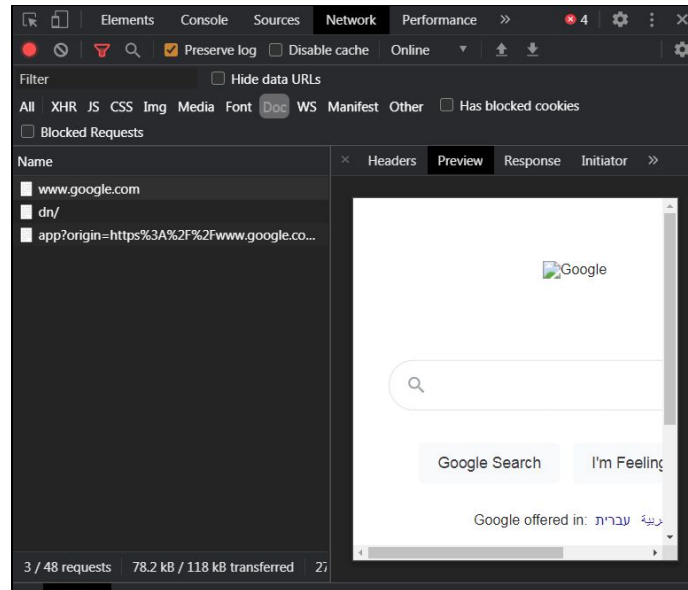 Elements Console Sources Network Performance » 4
Preserve log Disable cache Online
Filter Hide data URLs
All XHR JS CSS Img Media Font Doc WS Manifest Other Has blocked cookies
Blocked Requests
Name
× Headers Preview Response Initiator »
www.google.com
dn/
app?origin=https%3A%2F%2Fwww.google.co...
Google
Google Search I'm Feeling
Google offered in: עברית
3 / 48 requests 78.2 kB / 118 kB transferred